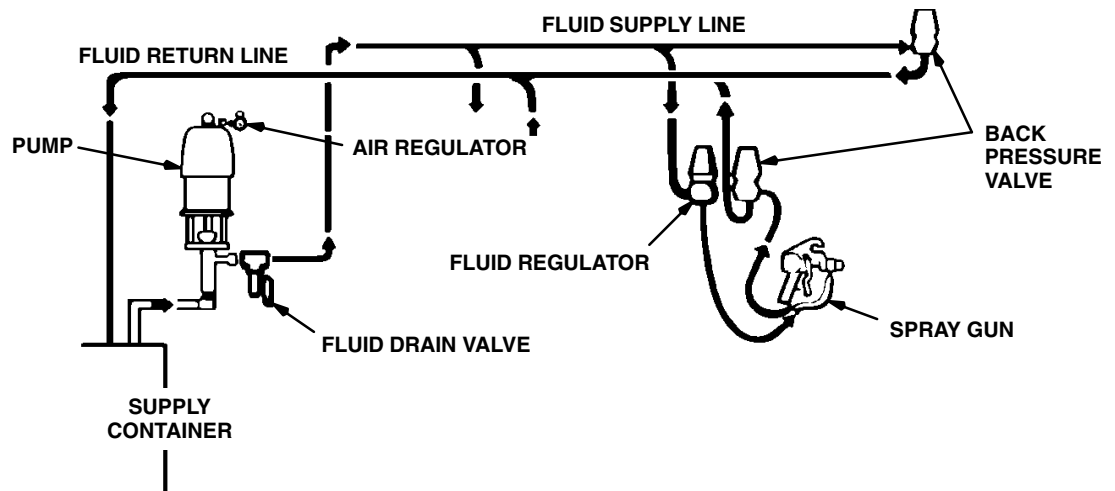 FLUID SUPPLY LINE
FLUID RETURN LINE
PUMP
AIR REGULATOR
BACK
PRESSURE
VALVE
FLUID REGULATOR
SPRAY GUN
FLUID DRAIN VALVE
SUPPLY
CONTAINER